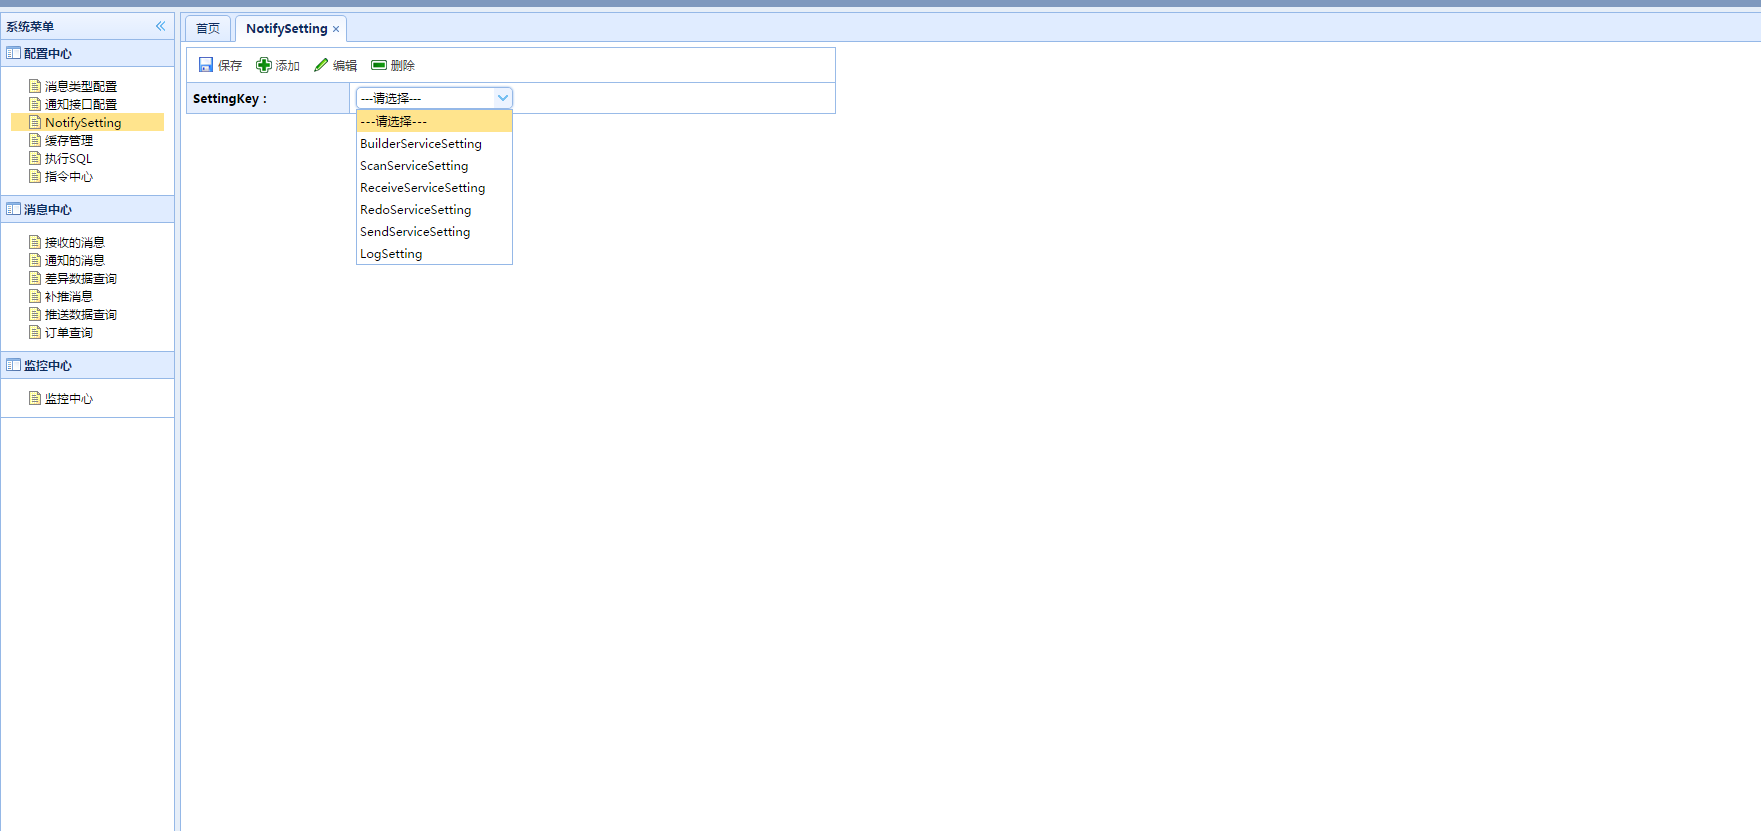 系统菜单
配置中心
消息类型配置
通知接口配置
NotifySetting
缓存管理
执行SQL
指令中心
消息中心
接收的消息
通知的消息
差异数据查询
补推消息
推送数据查询
订单查询
监控中心
监控中心
首页 NotifySetting
保存 添加 编辑 删除
SettingKey： ---请选择---
---请选择---
BuilderServiceSetting
ScanServiceSetting
ReceiveServiceSetting
RedoServiceSetting
SendServiceSetting
LogSetting